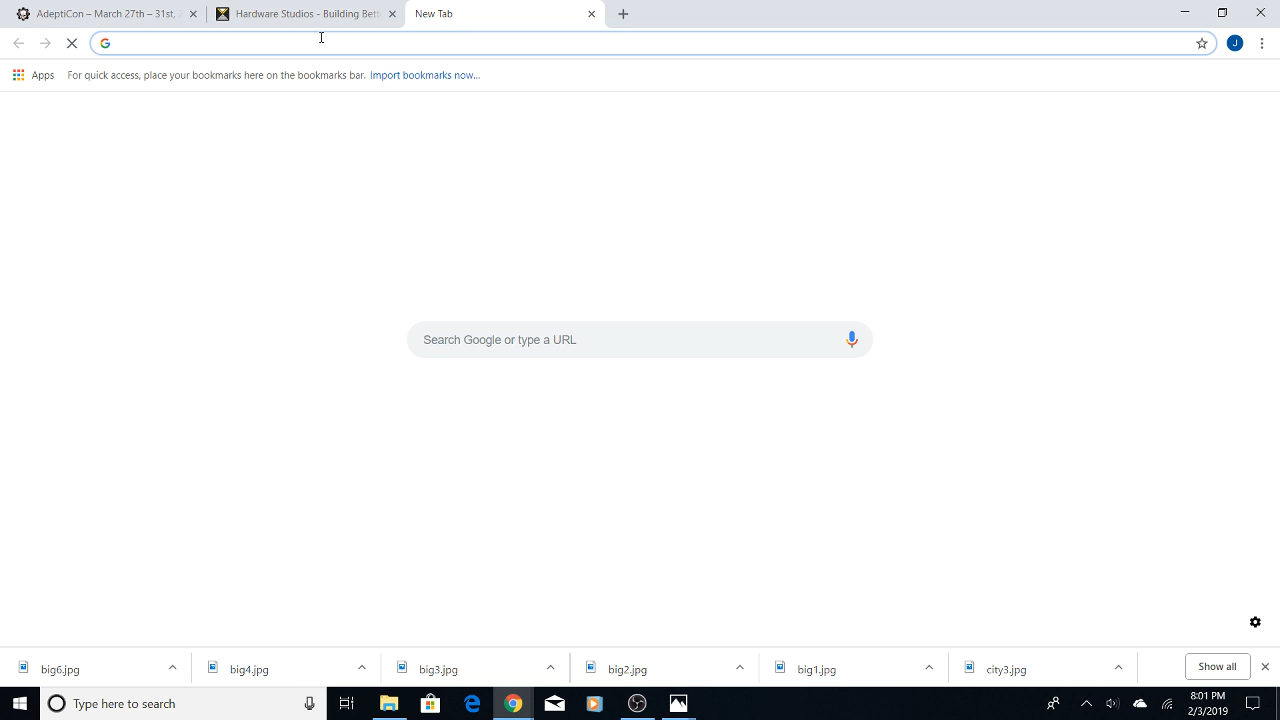 AdeptiCon – March 27th – 31st,
Hardware Studios - Building Bett
New Tab
Apps
For quick access, place your bookmarks here on the bookmarks bar. Import bookmarks now...
J
Search Google or type a URL
big6.jpg
big4.jpg
big3.jpg
big2.jpg
big1.jpg
city3.jpg
Show all
Type here to search
8:01 PM
2/3/2019